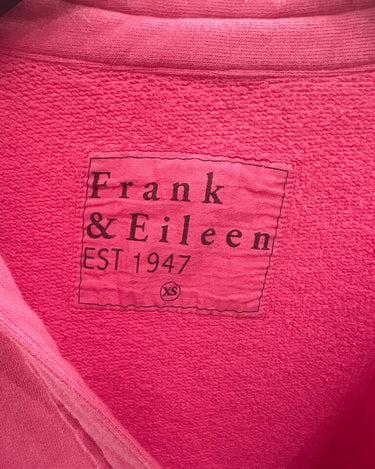 Frank
& Eileen
EST 1947
XS